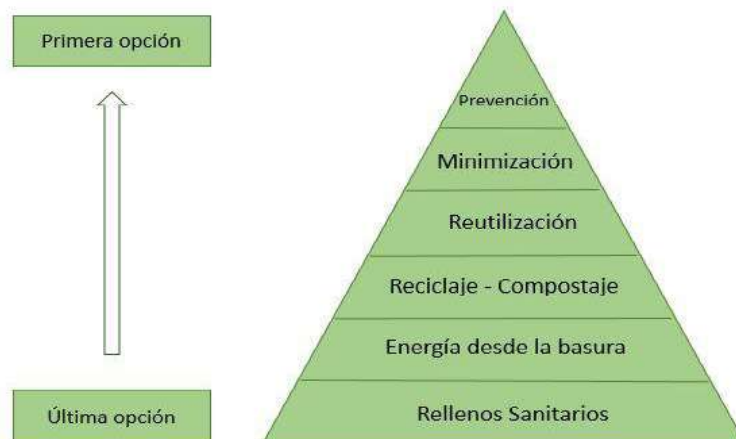 Primera opción
Prevención
Minimización
Reutilización
Reciclaje - Compostaje
Energía desde la basura
Última opción
Rellenos Sanitarios